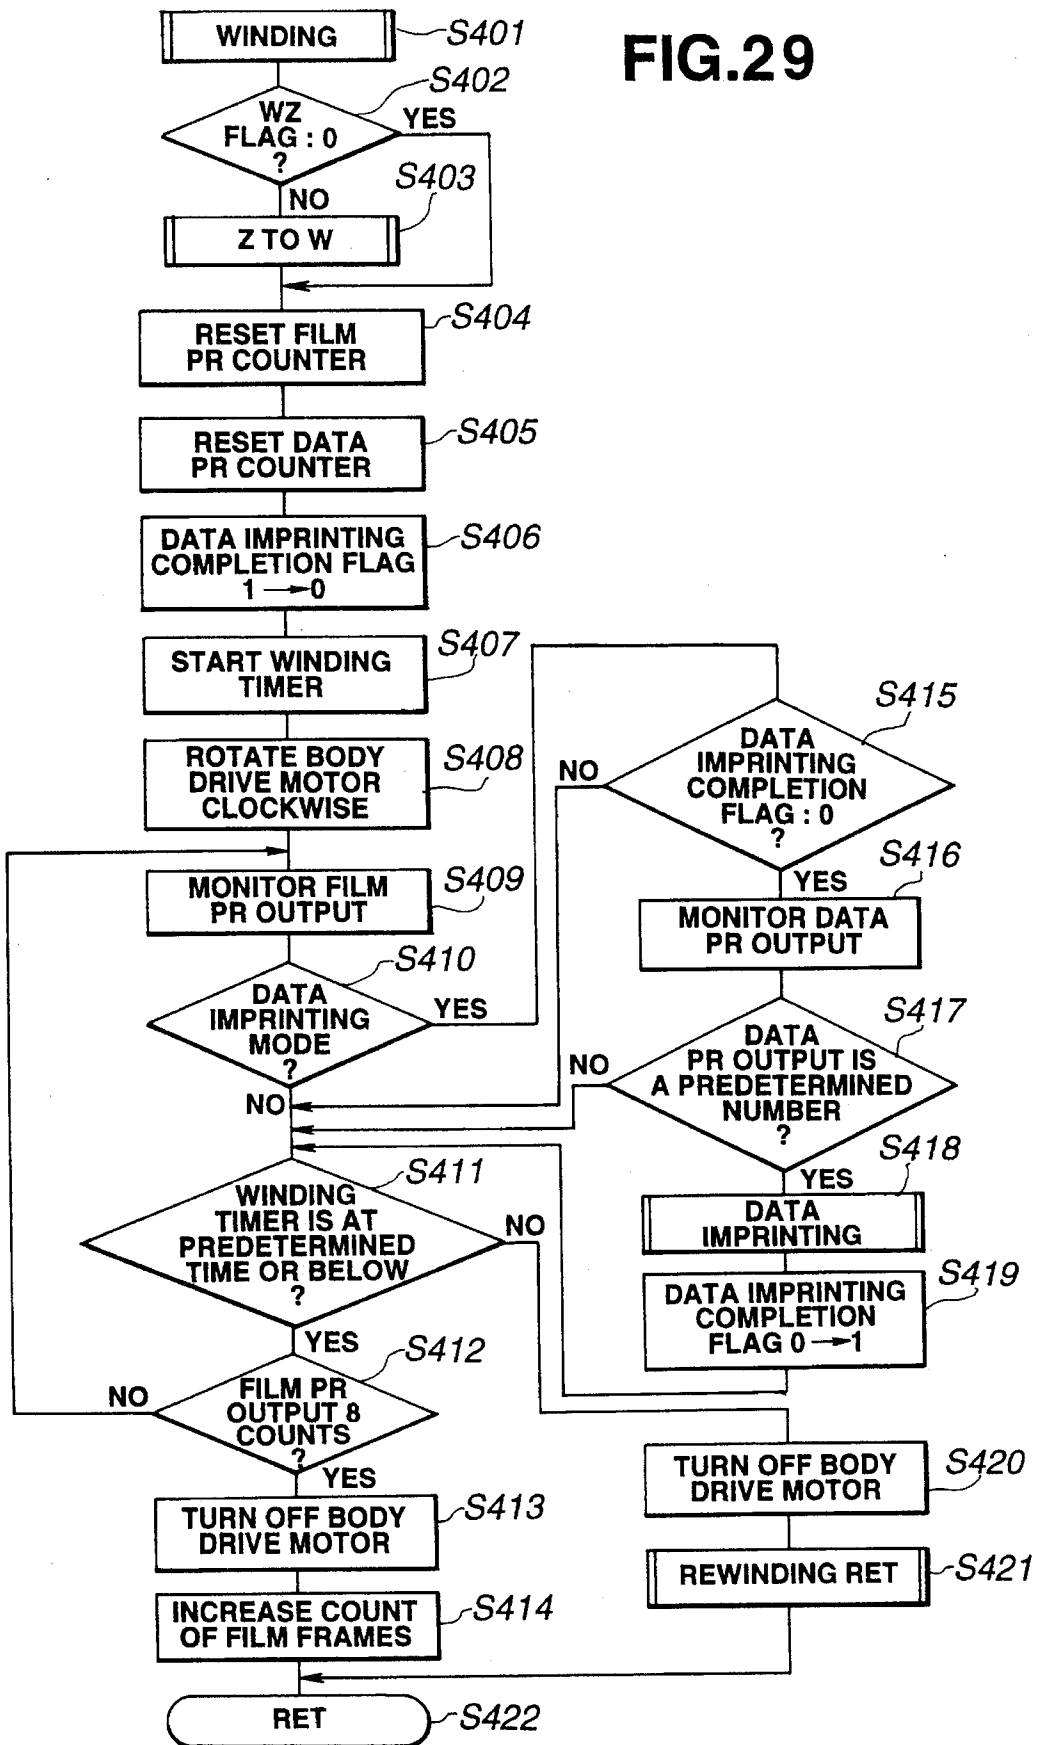 FIG.29
WINDING
S401
S402
WZ
FLAG : 0
?
YES
NO
S403
Z TO W
S404
RESET FILM
PR COUNTER
S405
RESET DATA
PR COUNTER
S406
DATA IMPRINTING
COMPLETION FLAG
1 → 0
S407
START WINDING
TIMER
S408
ROTATE BODY
DRIVE MOTOR
CLOCKWISE
S409
MONITOR FILM
PR OUTPUT
S410
DATA
IMPRINTING
MODE
?
YES
NO
S411
WINDING
TIMER IS AT
PREDETERMINED
TIME OR BELOW
?
NO
YES
S412
FILM PR
OUTPUT 8
COUNTS
?
NO
YES
S413
TURN OFF BODY
DRIVE MOTOR
S414
INCREASE COUNT
OF FILM FRAMES
S415
DATA
IMPRINTING
COMPLETION
FLAG : 0
?
NO
YES
S416
MONITOR DATA
PR OUTPUT
S417
DATA
PR OUTPUT IS
A PREDETERMINED
NUMBER
?
NO
YES
S418
DATA
IMPRINTING
S419
DATA IMPRINTING
COMPLETION
FLAG 0 → 1
S420
TURN OFF BODY
DRIVE MOTOR
REWINDING RET
S421
RET
S422